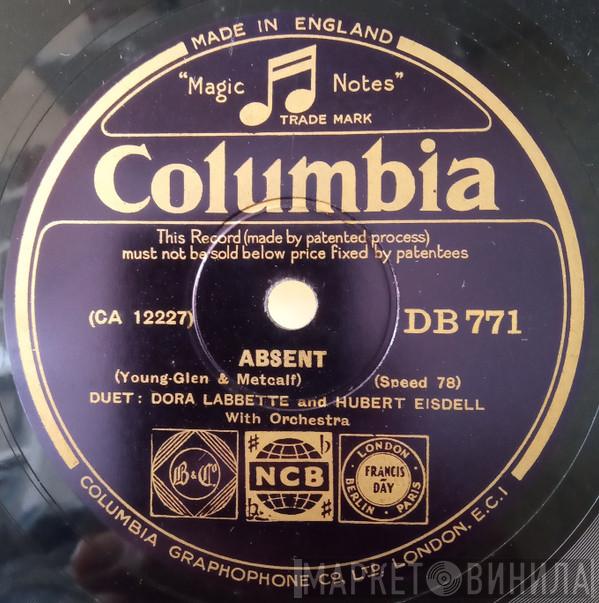 MADE IN ENGLAND
"Magic Notes"
TRADE MARK
Columbia
This Record (made by patented process)
must not be sold below price fixed by patentees
(CA 12227)
DB 771
ABSENT
(Young-Glen & Metcalf) (Speed 78)
DUET: DORA LABBETTE and HUBERT EISDELL
With Orchestra
B & Co
NCB
LONDON
FRANCIS & DAY
BERLIN · PARIS
COLUMBIA GRAPHOPHONE CO. LTD. LONDON. E.C.1
МАРКЕТ ВИНИЛА